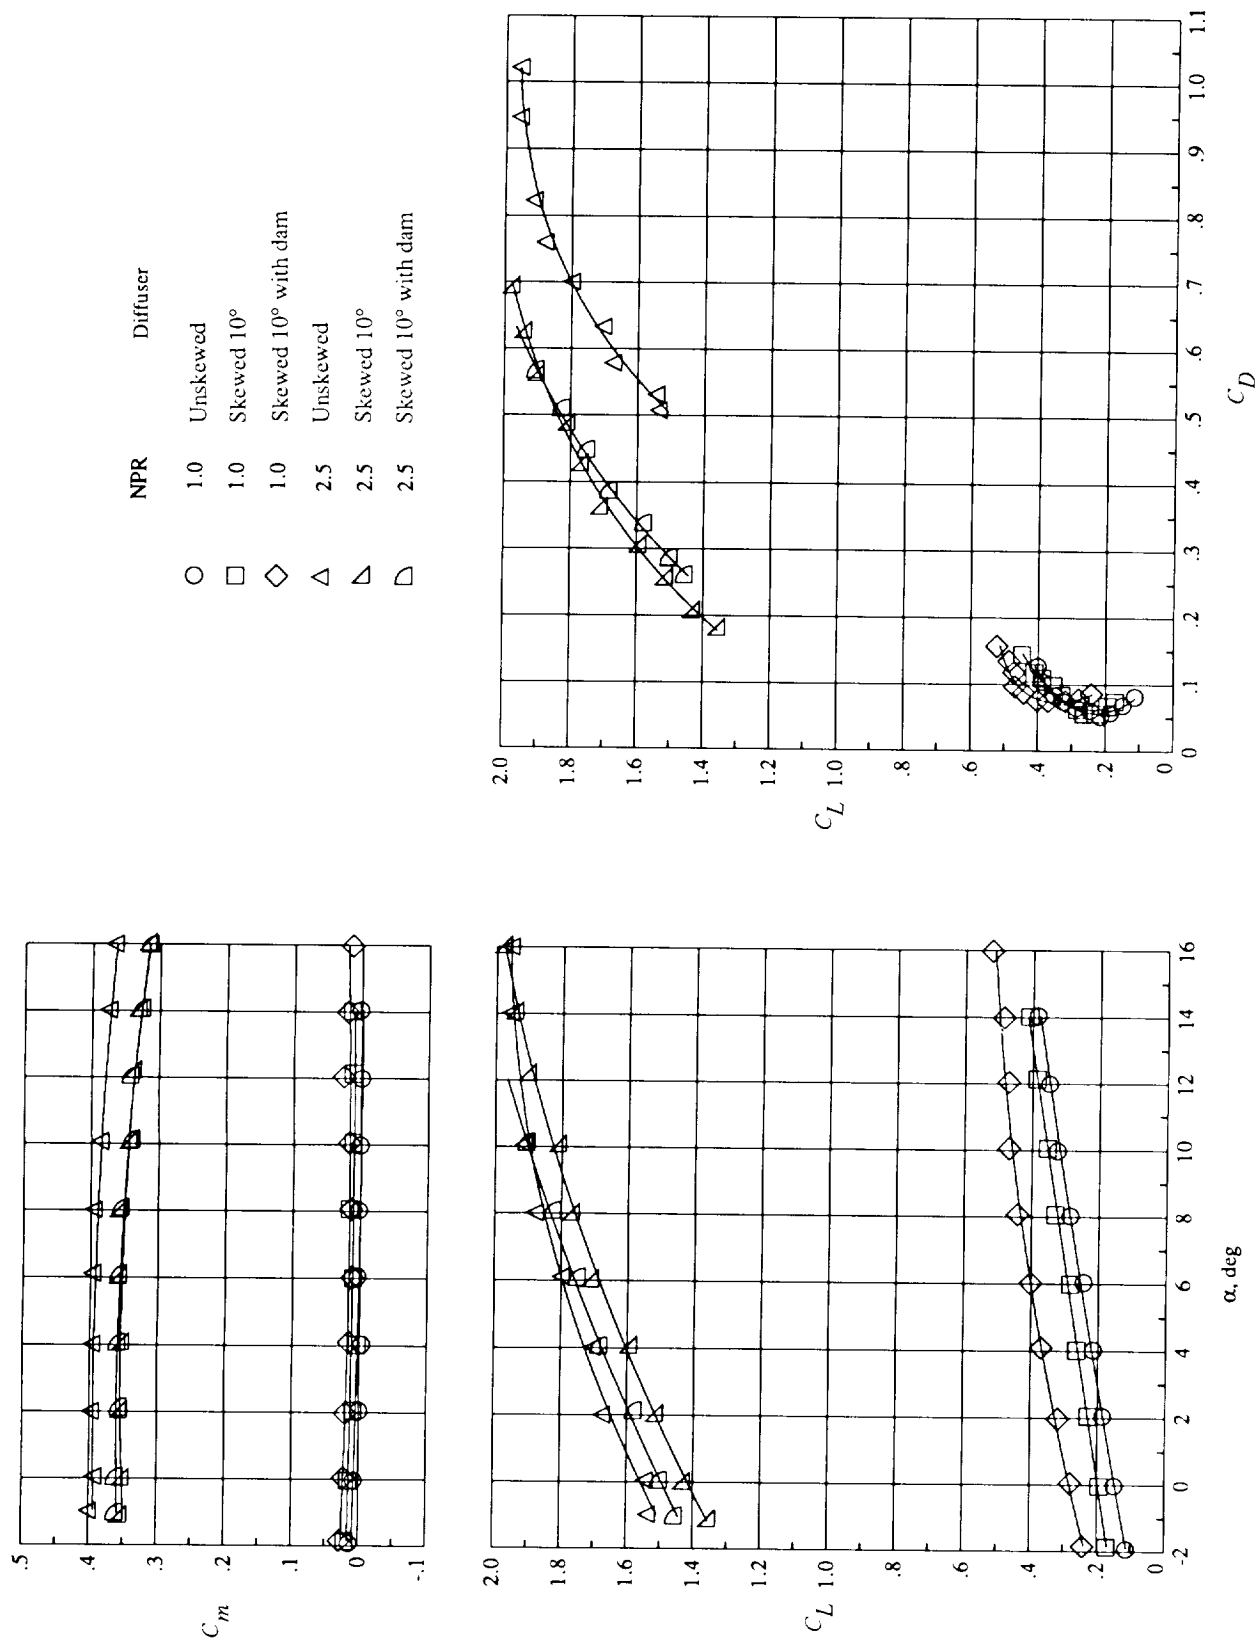 NPR Diffuser
1.0 Unskewed
1.0 Skewed 10°
1.0 Skewed 10° with dam
2.5 Unskewed
2.5 Skewed 10°
2.5 Skewed 10° with dam
.5
.4
.3
.2
.1
0
-.1
C_m
2.0
1.8
1.6
1.4
1.2
1.0
.8
.6
.4
.2
0
C_L
-2 0 2 4 6 8 10 12 14 16
α, deg
2.0
1.8
1.6
1.4
1.2
1.0
.8
.6
.4
.2
0
C_L
0 .1 .2 .3 .4 .5 .6 .7 .8 .9 1.0 1.1
C_D